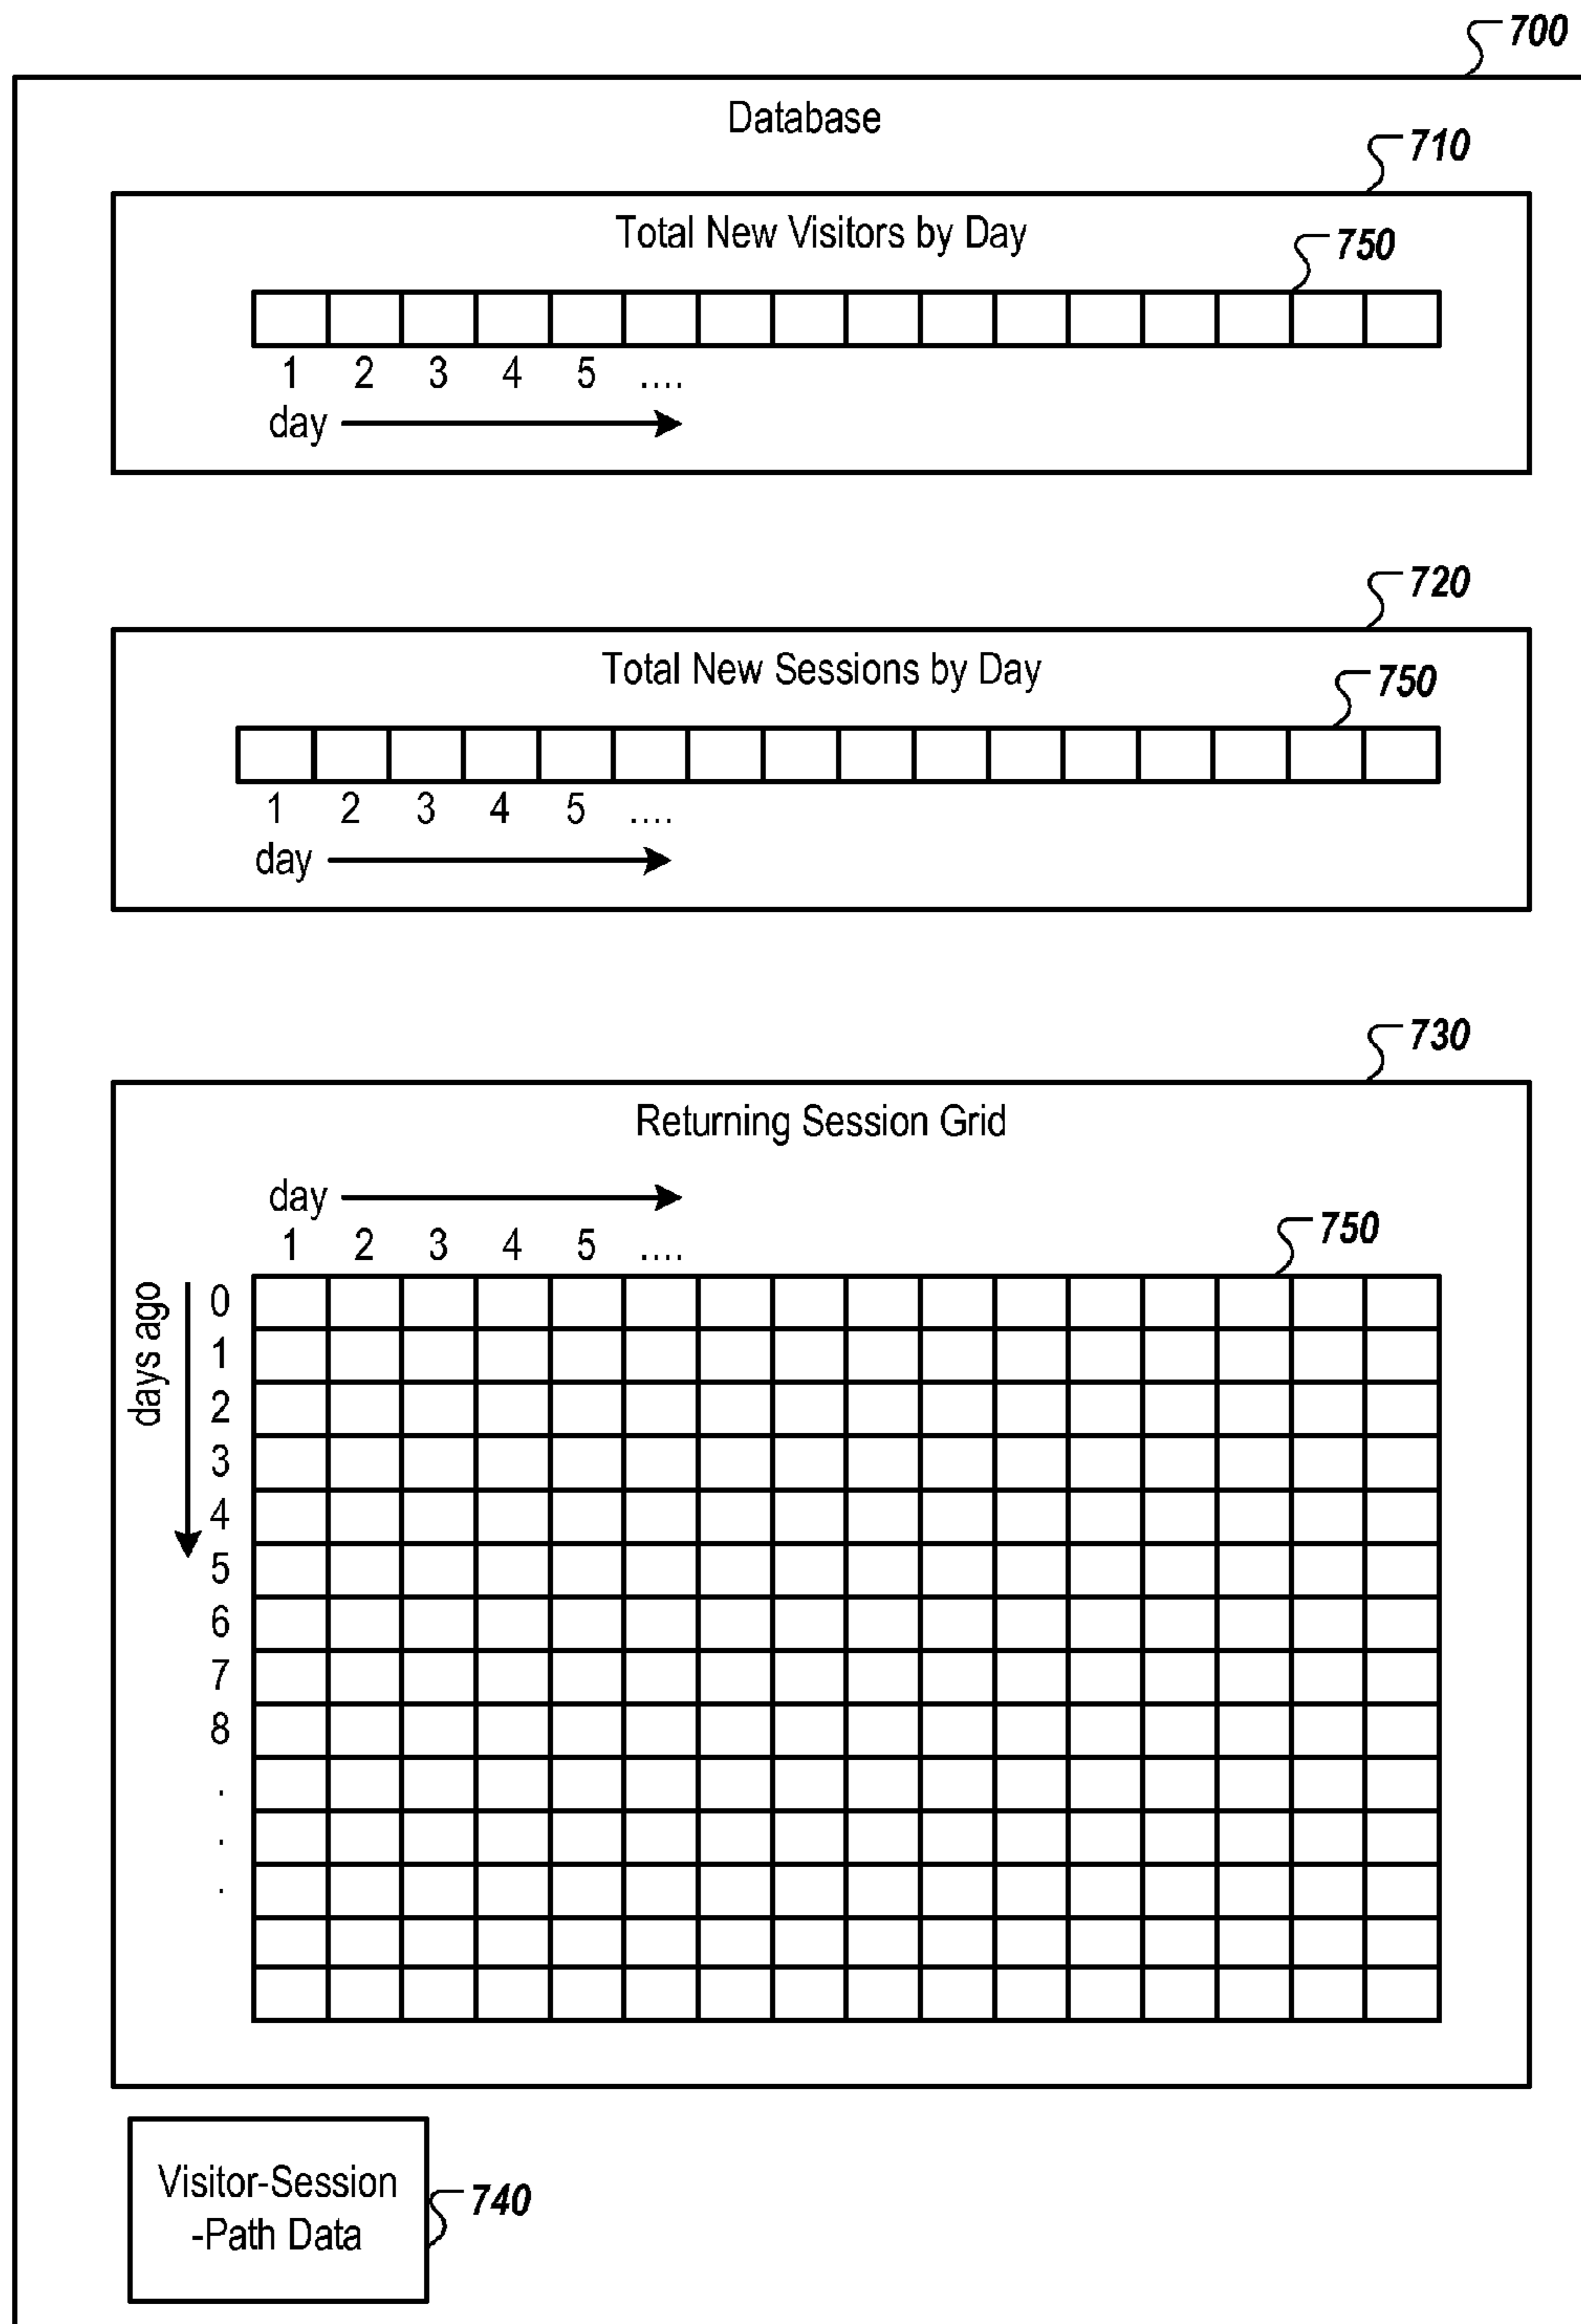 700
Database
710
Total New Visitors by Day
750
1 2 3 4 5 ....
day
720
Total New Sessions by Day
750
1 2 3 4 5 ....
day
730
Returning Session Grid
day
750
1 2 3 4 5 ....
days ago
0
1
2
3
4
5
6
7
8
.
.
.
Visitor-Session
-Path Data
740